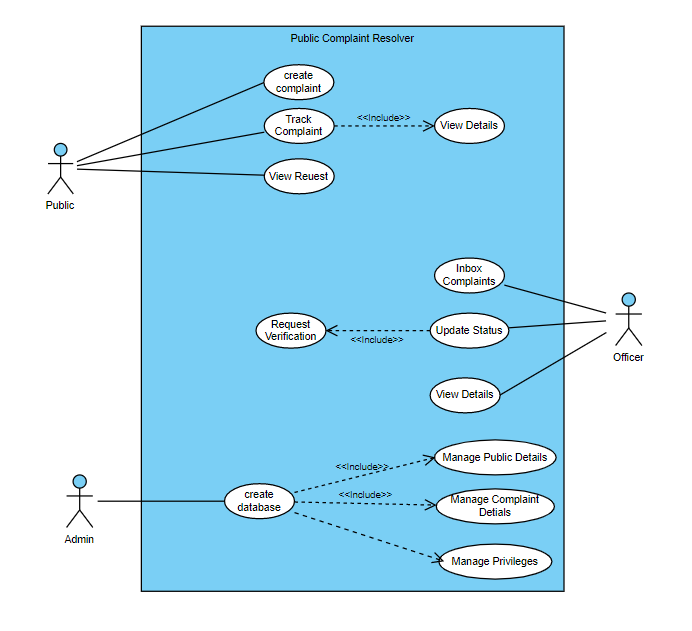 Public Complaint Resolver
create
complaint
Track
Complaint
<<Include>>
View Details
View Reuest
Public
Inbox
Complaints
Request
Verification
<<Include>>
Update Status
Officer
View Details
<<Include>>
Manage Public Details
create
database
<<Include>>
Manage Complaint
Detials
Admin
Manage Privileges